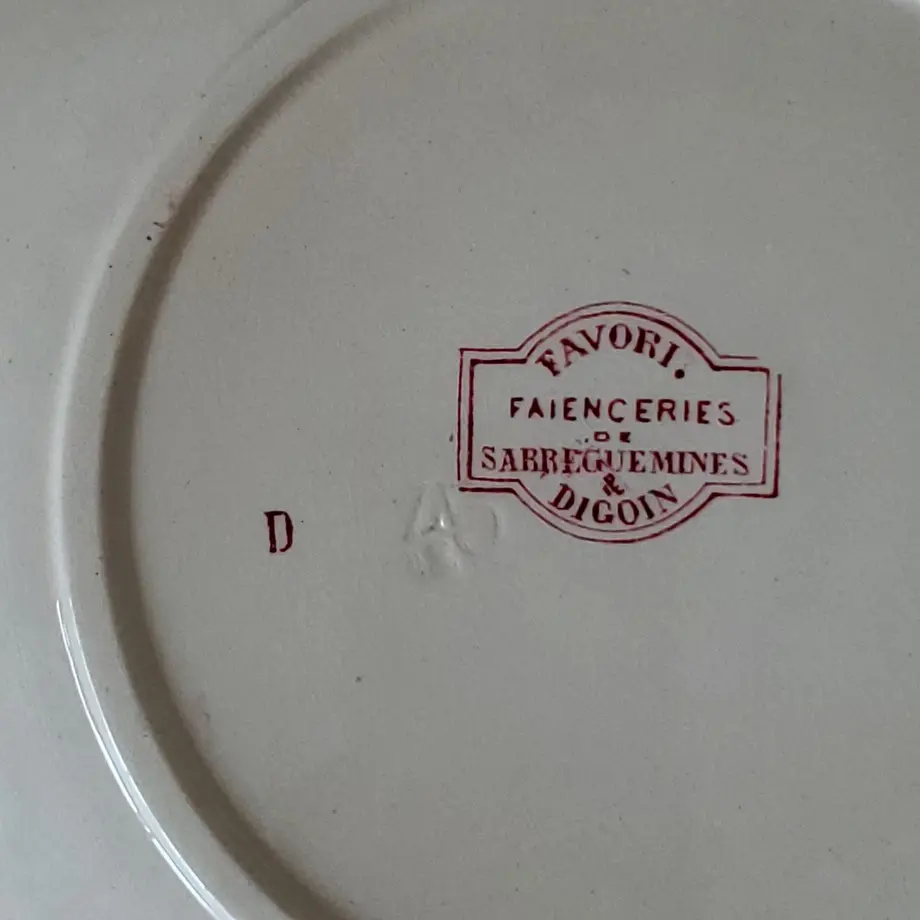 FAVORI.
FAIENCERIES
DE
SARREGUEMINES
&
DIGOIN
D
A